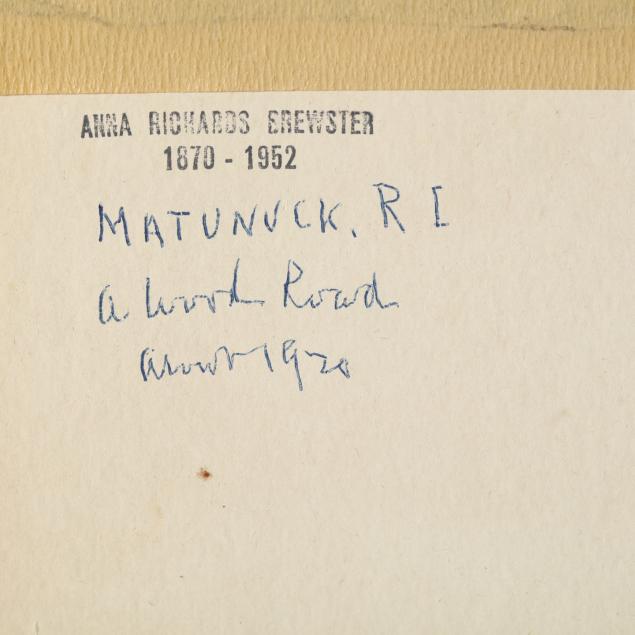 ANNA RICHARDS BREWSTER
1870 - 1952
MATUNUCK, R I
A Wood Road
About 1920